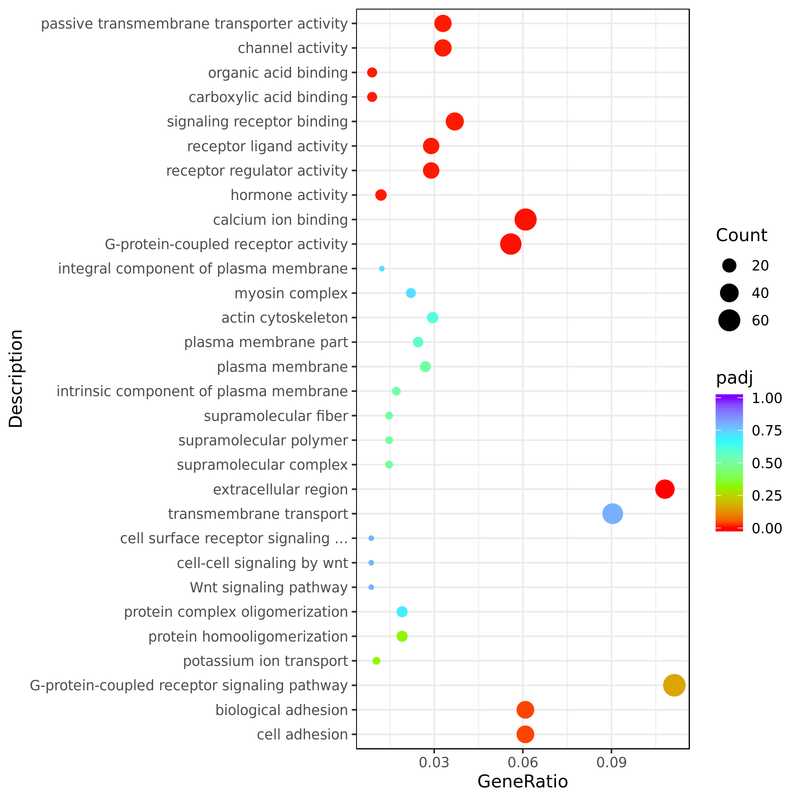 passive transmembrane transporter activity
channel activity
organic acid binding
carboxylic acid binding
signaling receptor binding
receptor ligand activity
receptor regulator activity
hormone activity
calcium ion binding
G-protein-coupled receptor activity
integral component of plasma membrane
myosin complex
actin cytoskeleton
plasma membrane part
plasma membrane
intrinsic component of plasma membrane
supramolecular fiber
supramolecular polymer
supramolecular complex
extracellular region
transmembrane transport
cell surface receptor signaling ...
cell-cell signaling by wnt
Wnt signaling pathway
protein complex oligomerization
protein homooligomerization
potassium ion transport
G-protein-coupled receptor signaling pathway
biological adhesion
cell adhesion
Description
0.03 0.06 0.09
GeneRatio
Count
20
40
60
padj
1.00
0.75
0.50
0.25
0.00